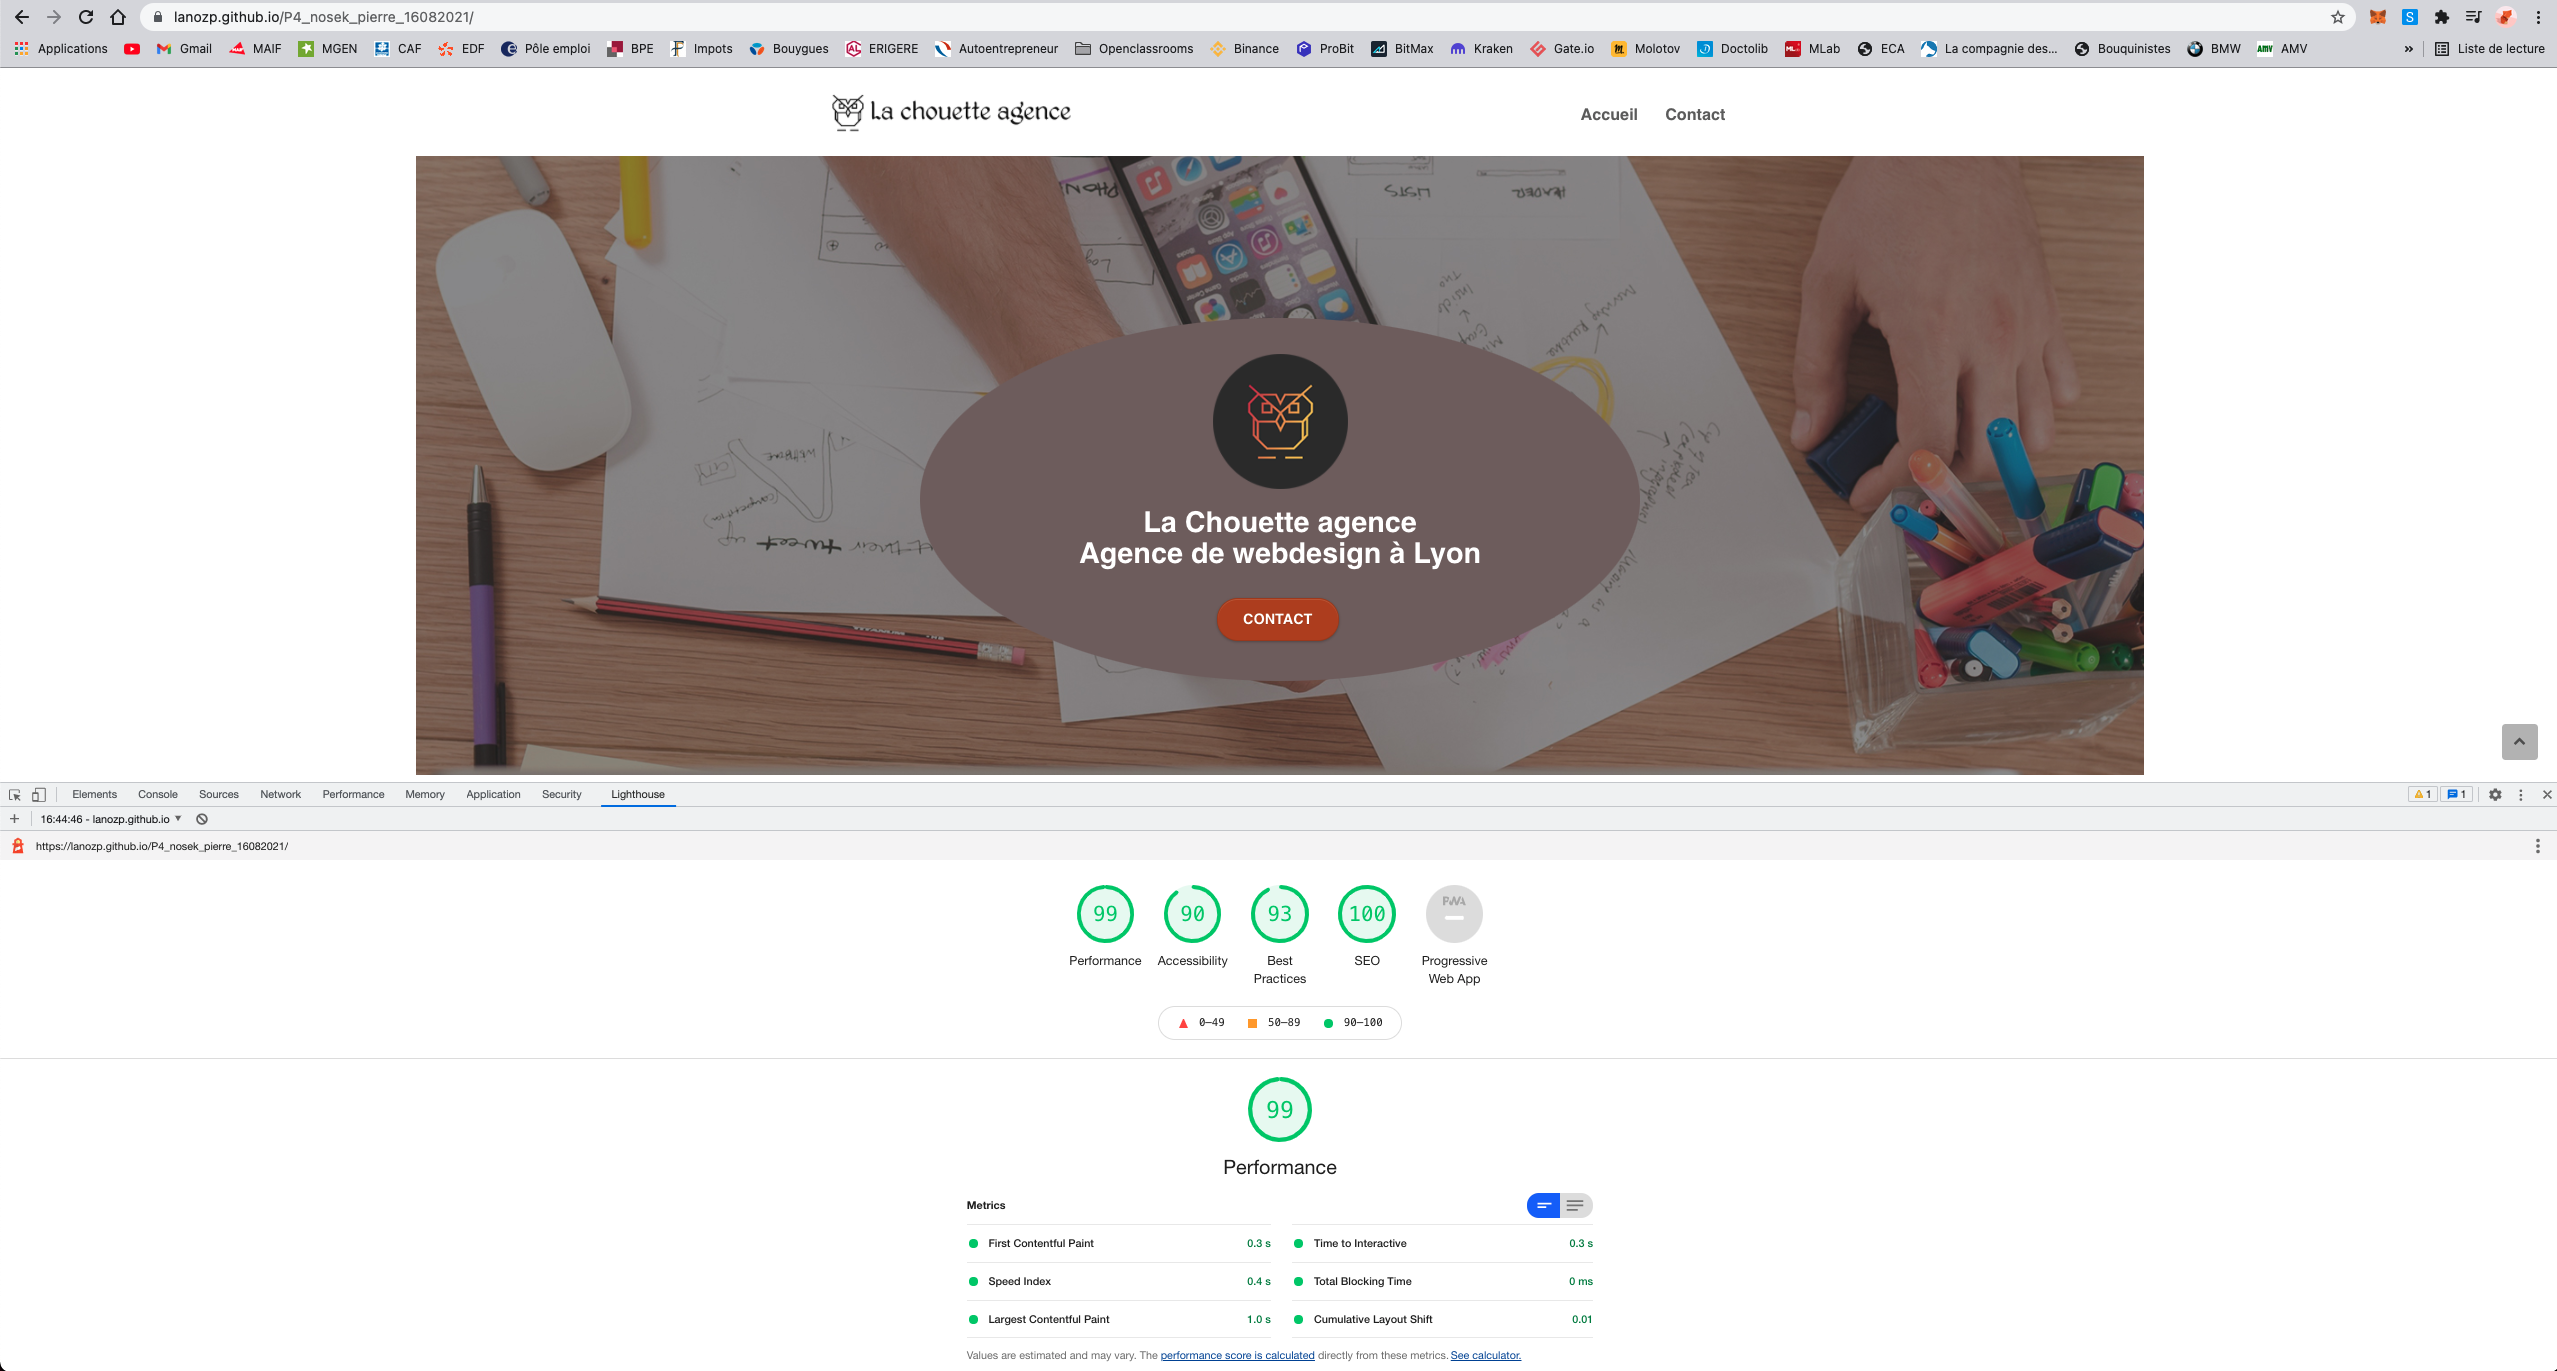 lanozp.github.io/P4_nosek_pierre_16082021/
Applications Gmail MAIF MGEN CAF EDF Pôle emploi BPE Impots Bouygues ERIGERE Autoentrepreneur Openclassrooms Binance ProBit BitMax Kraken Gate.io Molotov Doctolib MLab ECA La compagnie des... Bouquinistes BMW AMV » Liste de lecture
La chouette agence
Accueil Contact
La Chouette agence
Agence de webdesign à Lyon
CONTACT
Elements Console Sources Network Performance Memory Application Security Lighthouse 1 1
16:44:46 - lanozp.github.io
https://lanozp.github.io/P4_nosek_pierre_16082021/
99 90 93 100 PWA
Performance Accessibility Best Practices SEO Progressive Web App
0–49 50–89 90–100
99
Performance
Metrics
First Contentful Paint 0.3 s
Time to Interactive 0.3 s
Speed Index 0.4 s
Total Blocking Time 0 ms
Largest Contentful Paint 1.0 s
Cumulative Layout Shift 0.01
Values are estimated and may vary. The performance score is calculated directly from these metrics. See calculator.